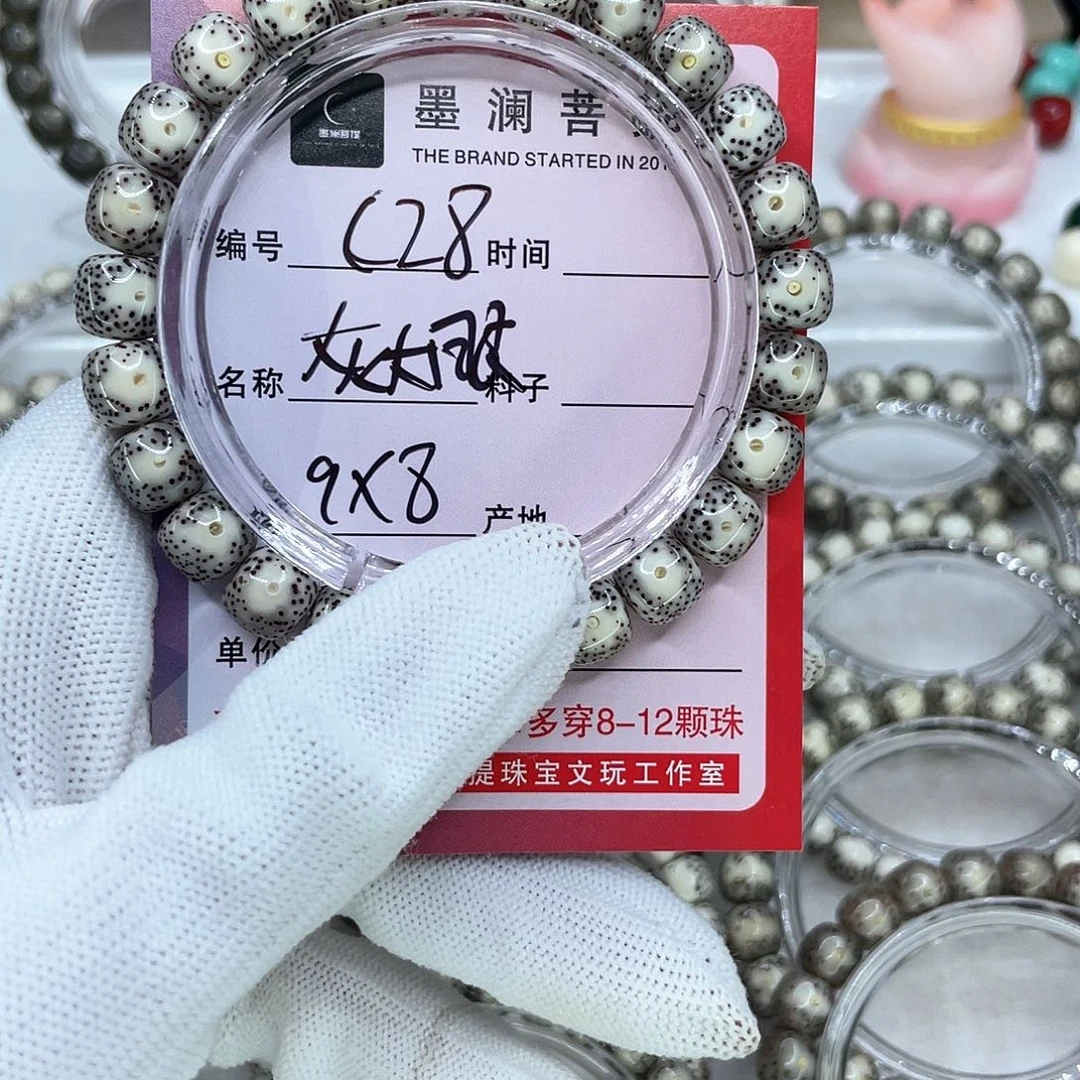 墨澜菩
THE BRAND STARTED IN 201
编号 C28 时间
名称 料子
9X8 产地
单价
多穿8-12颗珠
提珠宝文玩工作室